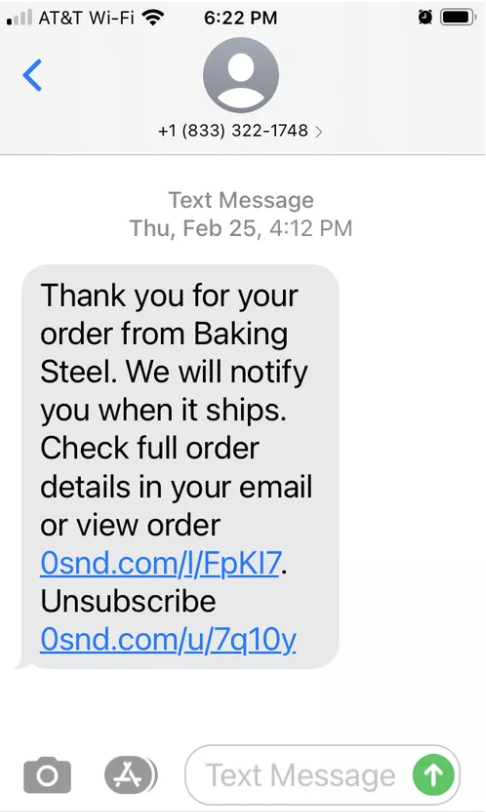 AT&T Wi-Fi 6:22 PM
+1 (833) 322-1748 >
Text Message
Thu, Feb 25, 4:12 PM
Thank you for your
order from Baking
Steel. We will notify
you when it ships.
Check full order
details in your email
or view order
0snd.com/l/FpKI7.
Unsubscribe
0snd.com/u/7q10y
Text Message